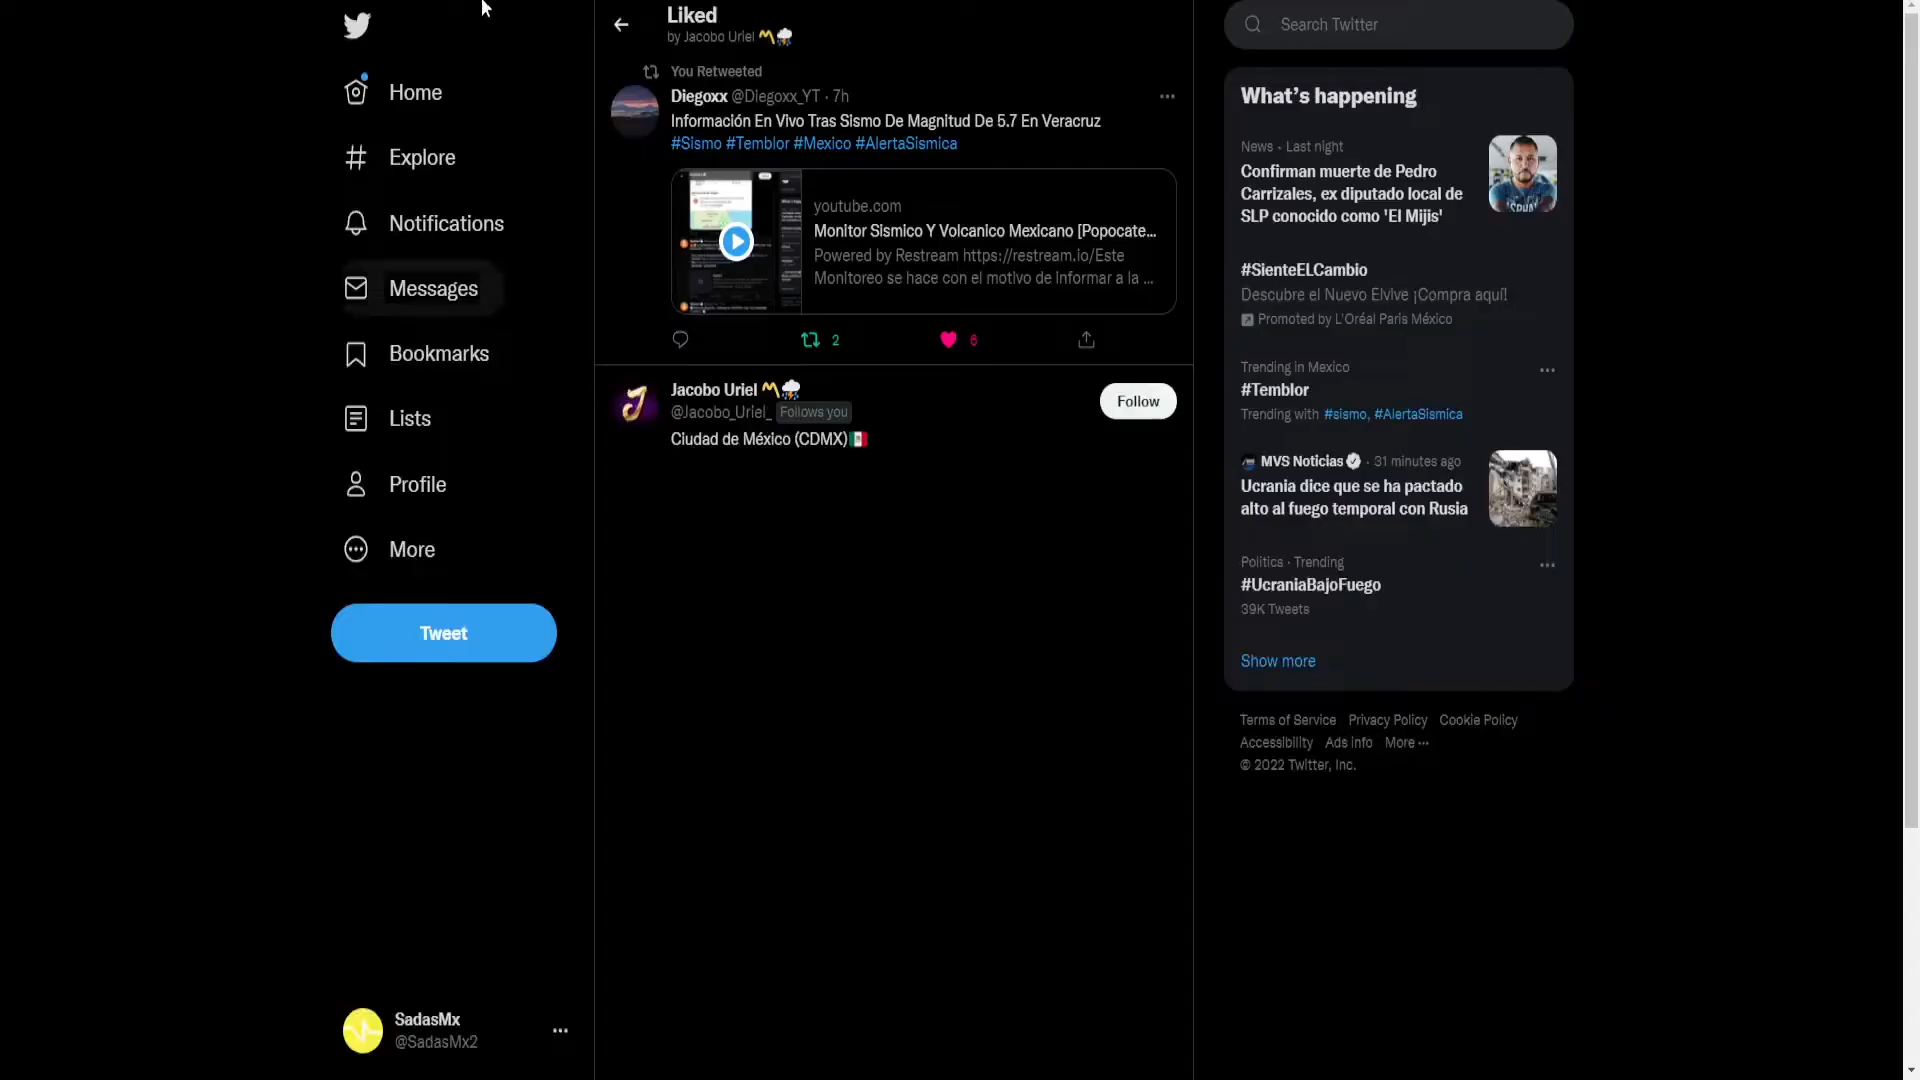 Home
Explore
Notifications
Messages
Bookmarks
Lists
Profile
More
Tweet
SadasMx
@SadasMx2
Liked
by Jacobo Uriel 〽️⛈️
You Retweeted
Diegoxx @Diegoxx_YT · 7h
Información En Vivo Tras Sismo De Magnitud De 5.7 En Veracruz
#Sismo #Temblor #Mexico #AlertaSismica
youtube.com
Monitor Sismico Y Volcanico Mexicano [Popocate...
Powered by Restream https://restream.io/Este
Monitoreo se hace con el motivo de informar a la ...
2
6
Jacobo Uriel 〽️⛈️
@Jacobo_Uriel_ Follows you
Follow
Ciudad de México (CDMX)🇲🇽
Search Twitter
What's happening
News · Last night
Confirman muerte de Pedro
Carrizales, ex diputado local de
SLP conocido como 'El Mijis'
#SienteELCambio
Descubre el Nuevo Elvive ¡Compra aquí!
Promoted by L'Oréal Paris México
Trending in Mexico
#Temblor
Trending with #sismo, #AlertaSismica
MVS Noticias · 31 minutes ago
Ucrania dice que se ha pactado
alto al fuego temporal con Rusia
Politics · Trending
#UcraniaBajoFuego
39K Tweets
Show more
Terms of Service Privacy Policy Cookie Policy
Accessibility Ads info More ···
© 2022 Twitter, Inc.